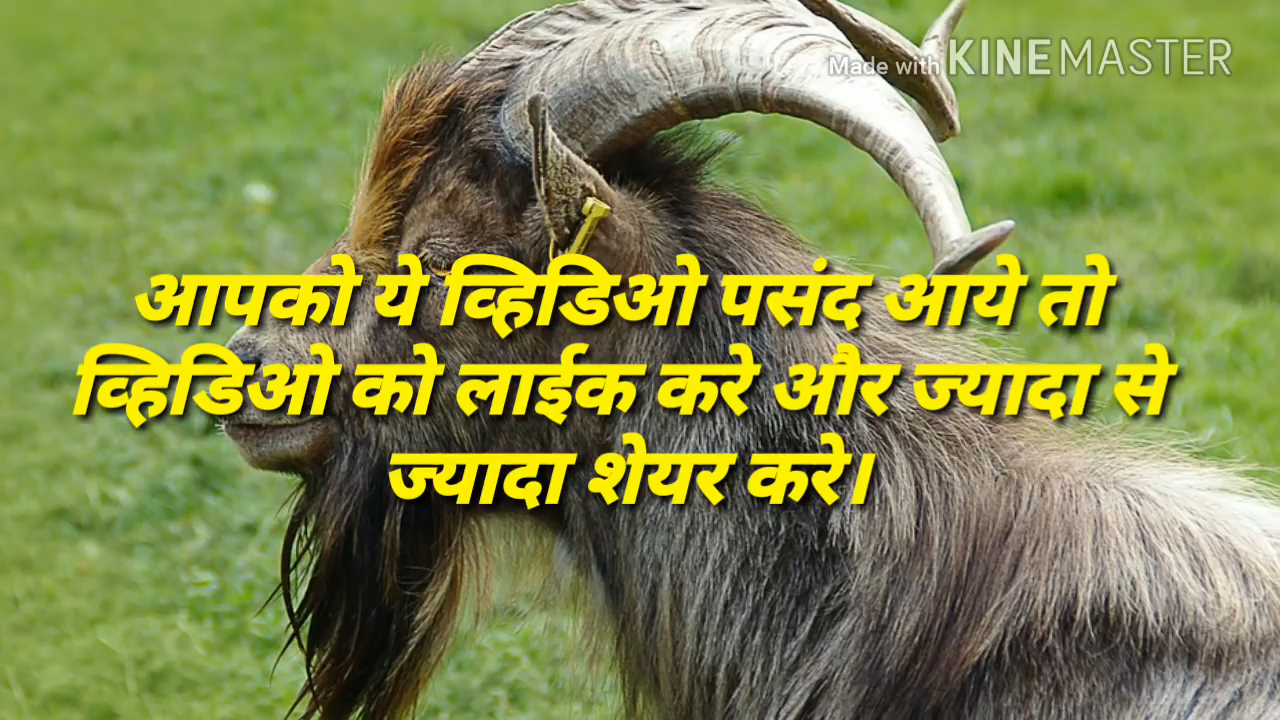 Made with KINEMASTER
आपको ये व्हिडिओ पसंद आये तो
व्हिडिओ को लाईक करे और ज्यादा से
ज्यादा शेयर करे।